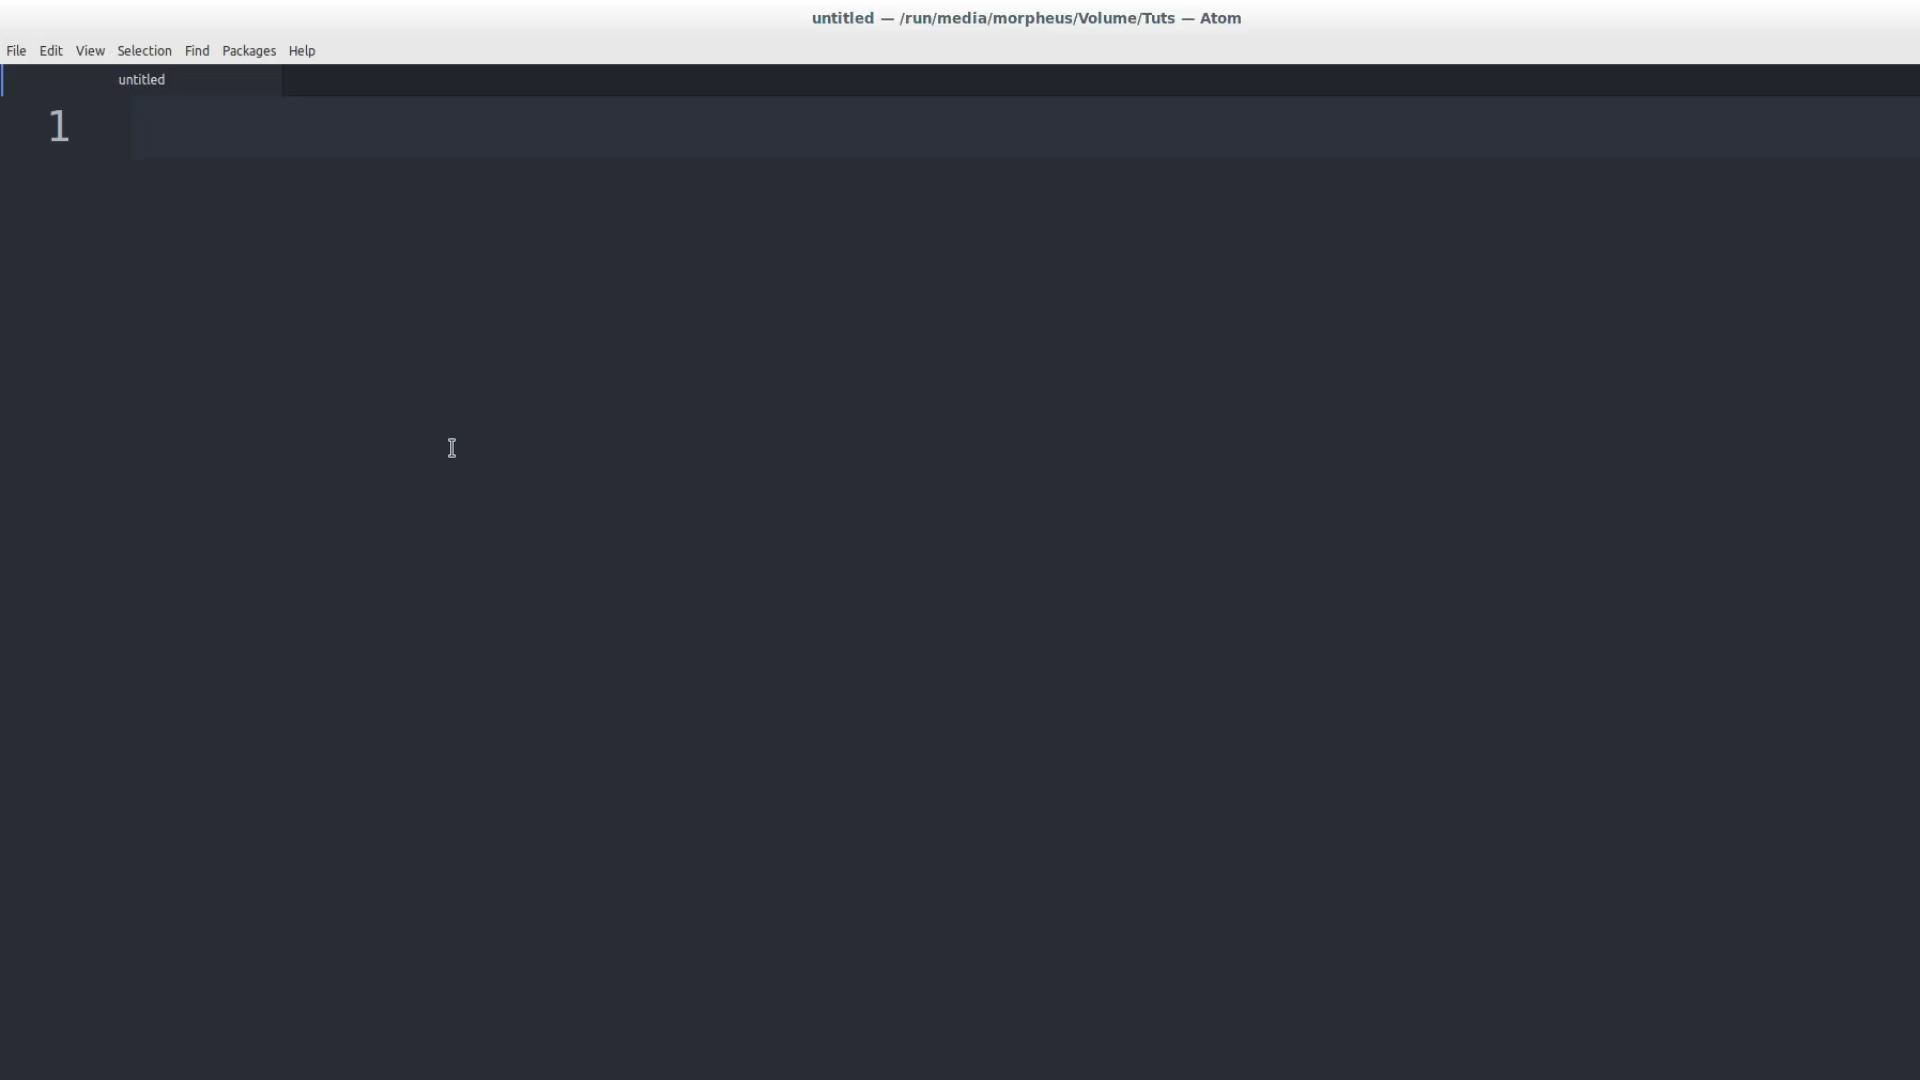 untitled — /run/media/morpheus/Volume/Tuts — Atom
File Edit View Selection Find Packages Help
untitled
1